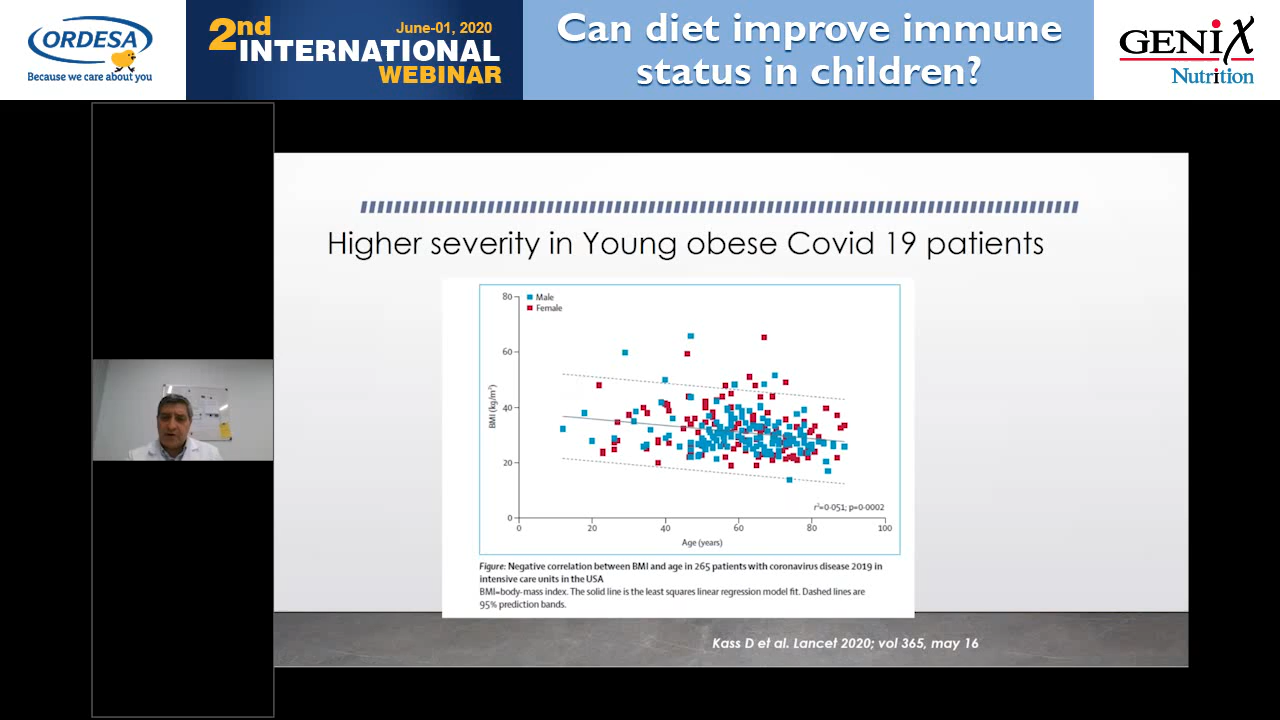 ORDESA
Because we care about you
2nd
June-01, 2020
INTERNATIONAL
WEBINAR
Can diet improve immune
status in children?
GENiX
Nutrition
Higher severity in Young obese Covid 19 patients
Male
Female
80
60
40
20
0
BMI (kg/m²)
0 20 40 60 80 100
Age (years)
r²=0·051; p=0·0002
Figure: Negative correlation between BMI and age in 265 patients with coronavirus disease 2019 in
intensive care units in the USA
BMI=body-mass index. The solid line is the least squares linear regression model fit. Dashed lines are
95% prediction bands.
Kass D et al. Lancet 2020; vol 365, may 16